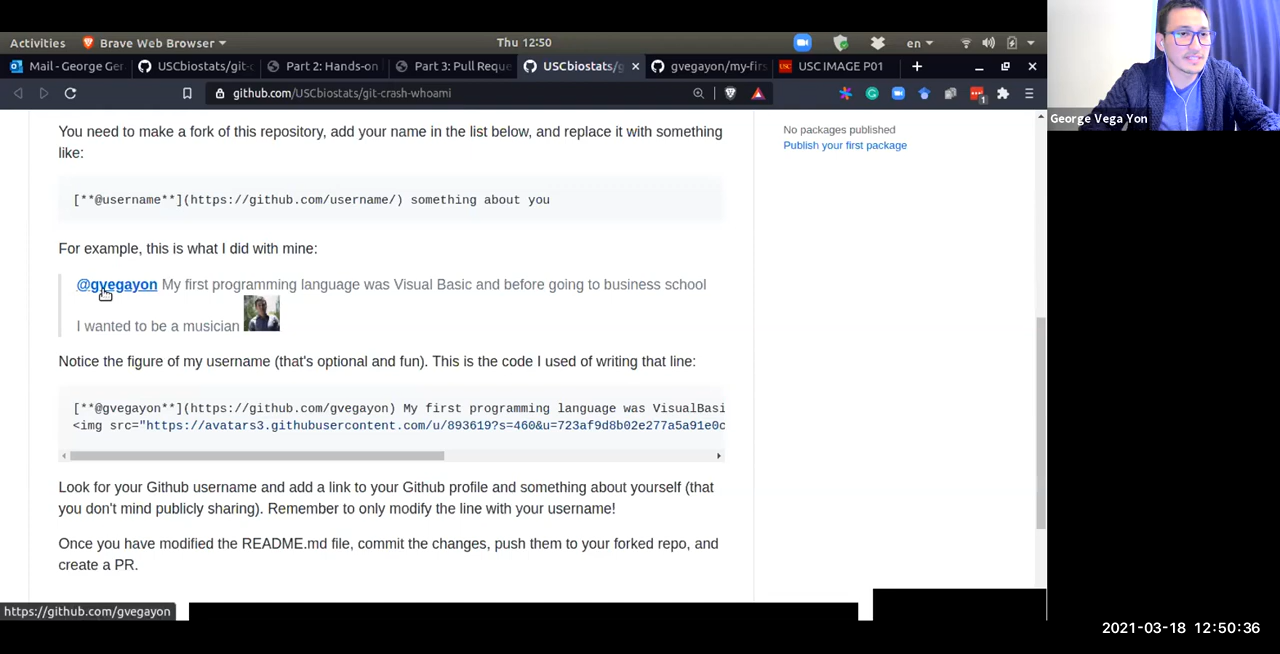 Activities
Brave Web Browser
Thu 12:50
en
Mail - George Ger
USCbiostats/git-c
Part 2: Hands-on
Part 3: Pull Reque
USCbiostats/g
gvegayon/my-firs
USC IMAGE P01
github.com/USCbiostats/git-crash-whoami
1
You need to make a fork of this repository, add your name in the list below, and replace it with something
like:
[**@username**](https://github.com/username/) something about you
For example, this is what I did with mine:
@gvegayon My first programming language was Visual Basic and before going to business school
I wanted to be a musician
Notice the figure of my username (that's optional and fun). This is the code I used of writing that line:
[**@gvegayon**](https://github.com/gvegayon) My first programming language was VisualBasi
<img src="https://avatars3.githubusercontent.com/u/893619?s=460&u=723af9d8b02e277a5a91e0c
Look for your Github username and add a link to your Github profile and something about yourself (that
you don't mind publicly sharing). Remember to only modify the line with your username!
Once you have modified the README.md file, commit the changes, push them to your forked repo, and
create a PR.
https://github.com/gvegayon
No packages published
Publish your first package
George Vega Yon
2021-03-18 12:50:36